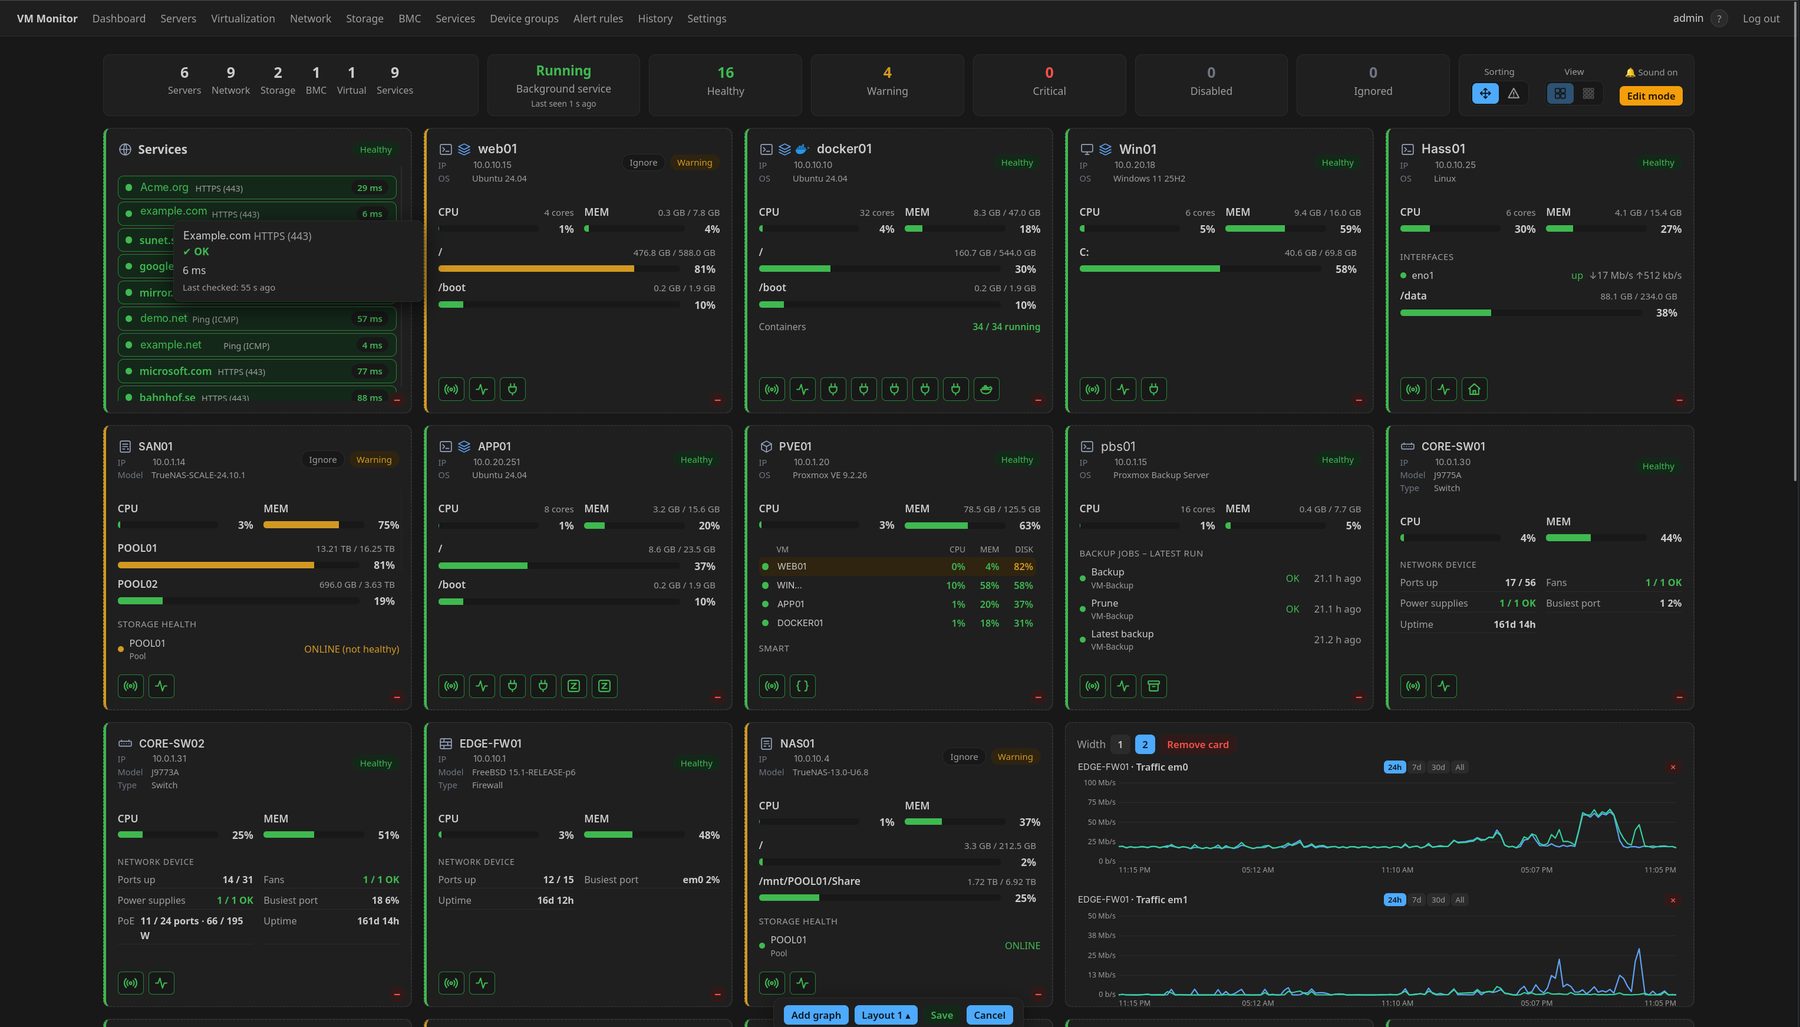 VM Monitor Dashboard Servers Virtualization Network Storage BMC Services Device groups Alert rules History Settings admin ? Log out
6 9 2 1 1 9
Servers Network Storage BMC Virtual Services
Running
Background service
Last seen 1 s ago
16
Healthy
4
Warning
0
Critical
0
Disabled
0
Ignored
Sorting View Sound on
Edit mode
Services Healthy
Acme.org HTTPS (443) 29 ms
example.com HTTPS (443) 6 ms
sunet.s
google
mirror.
Example.com HTTPS (443)
✓ OK
6 ms
Last checked: 55 s ago
demo.net Ping (ICMP) 57 ms
example.net Ping (ICMP) 4 ms
microsoft.com HTTPS (443) 77 ms
bahnhof.se HTTPS (443) 88 ms
web01
IP 10.0.10.15 Ignore Warning
OS Ubuntu 24.04
CPU 4 cores MEM 0.3 GB / 7.8 GB
1% 4%
/ 476.8 GB / 588.0 GB
81%
/boot 0.2 GB / 1.9 GB
10%
docker01
IP 10.0.10.10 Healthy
OS Ubuntu 24.04
CPU 32 cores MEM 8.3 GB / 47.0 GB
4% 18%
/ 160.7 GB / 544.0 GB
30%
/boot 0.2 GB / 1.9 GB
10%
Containers 34 / 34 running
Win01
IP 10.0.20.18 Healthy
OS Windows 11 25H2
CPU 6 cores MEM 9.4 GB / 16.0 GB
5% 59%
C: 40.6 GB / 69.8 GB
58%
Hass01
IP 10.0.10.25 Healthy
OS Linux
CPU 6 cores MEM 4.1 GB / 15.4 GB
30% 27%
INTERFACES
eno1 up ↓17 Mb/s ↑512 kb/s
/data 88.1 GB / 234.0 GB
38%
SAN01
IP 10.0.1.14 Ignore Warning
Model TrueNAS-SCALE-24.10.1
CPU MEM
3% 75%
POOL01 13.21 TB / 16.25 TB
81%
POOL02 696.0 GB / 3.63 TB
19%
STORAGE HEALTH
POOL01 ONLINE (not healthy)
Pool
APP01
IP 10.0.20.251 Healthy
OS Ubuntu 24.04
CPU 8 cores MEM 3.2 GB / 15.6 GB
1% 20%
/ 8.6 GB / 23.5 GB
37%
/boot 0.2 GB / 1.9 GB
10%
PVE01
IP 10.0.1.20 Healthy
OS Proxmox VE 9.2.26
CPU MEM 78.5 GB / 125.5 GB
3% 63%
VM CPU MEM DISK
WEB01 0% 4% 82%
WIN... 10% 58% 58%
APP01 1% 20% 37%
DOCKER01 1% 18% 31%
SMART
pbs01
IP 10.0.1.15 Healthy
OS Proxmox Backup Server
CPU 16 cores MEM 0.4 GB / 7.7 GB
1% 5%
BACKUP JOBS – LATEST RUN
Backup OK 21.1 h ago
VM-Backup
Prune OK 21.1 h ago
VM-Backup
Latest backup 21.2 h ago
VM-Backup
CORE-SW01
IP 10.0.1.30 Healthy
Model J9775A
Type Switch
CPU MEM
4% 44%
NETWORK DEVICE
Ports up 17 / 56 Fans 1 / 1 OK
Power supplies 1 / 1 OK Busiest port 1 2%
Uptime 161d 14h
CORE-SW02
IP 10.0.1.31 Healthy
Model J9773A
Type Switch
CPU MEM
25% 51%
NETWORK DEVICE
Ports up 14 / 31 Fans 1 / 1 OK
Power supplies 1 / 1 OK Busiest port 18 6%
PoE 11 / 24 ports · 66 / 195 Uptime 161d 14h
W
EDGE-FW01
IP 10.0.10.1 Healthy
Model FreeBSD 15.1-RELEASE-p6
Type Firewall
CPU MEM
3% 48%
NETWORK DEVICE
Ports up 12 / 15 Busiest port em0 2%
Uptime 16d 12h
NAS01
IP 10.0.10.4 Ignore Warning
Model TrueNAS-13.0-U6.8
CPU MEM
1% 37%
/ 3.3 GB / 212.5 GB
2%
/mnt/POOL01/Share 1.72 TB / 6.92 TB
25%
STORAGE HEALTH
POOL01 ONLINE
Pool
Width 1 2 Remove card
EDGE-FW01 · Traffic em0 24h 7d 30d All ×
100 Mb/s
75 Mb/s
50 Mb/s
25 Mb/s
0 b/s
11:15 PM 05:12 AM 11:10 AM 05:07 PM 11:05 PM
EDGE-FW01 · Traffic em1 24h 7d 30d All ×
50 Mb/s
38 Mb/s
25 Mb/s
13 Mb/s
0 b/s
11:15 PM 05:12 AM 11:10 AM 05:07 PM 11:05 PM
Add graph Layout 1 ▴ Save Cancel